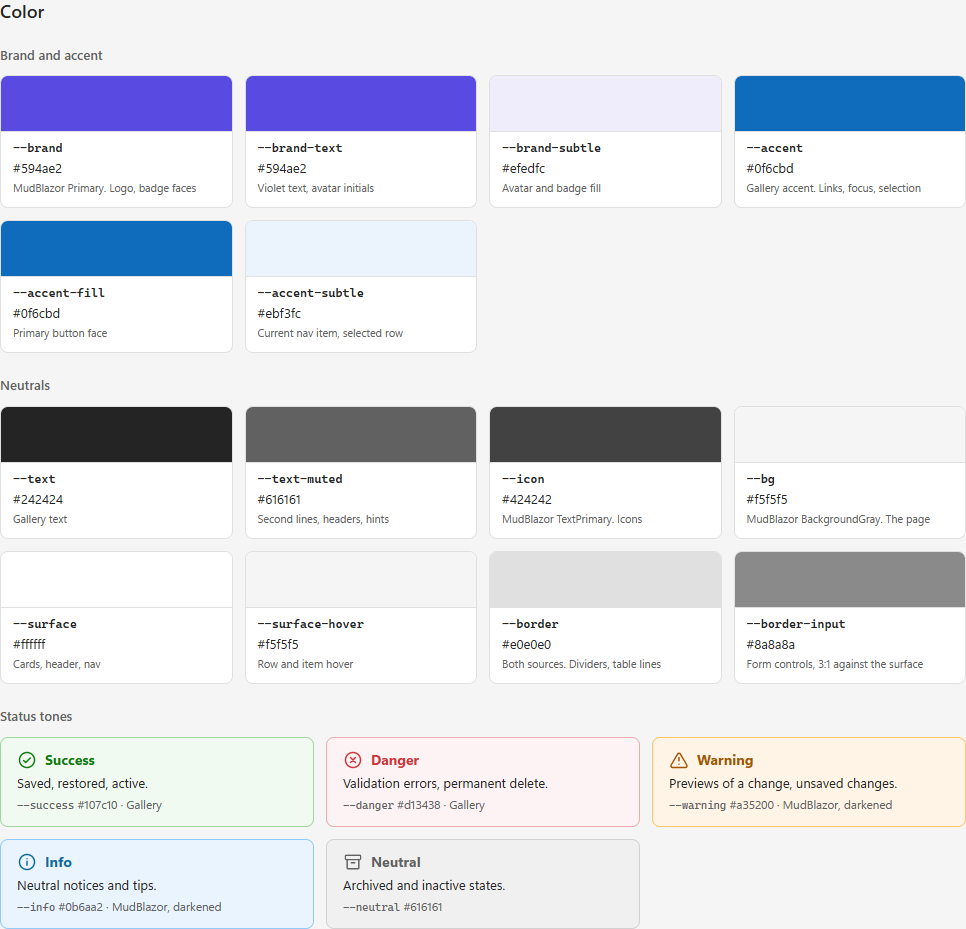 Color
Brand and accent
--brand
#594ae2
MudBlazor Primary. Logo, badge faces
--brand-text
#594ae2
Violet text, avatar initials
--brand-subtle
#efedfc
Avatar and badge fill
--accent
#0f6cbd
Gallery accent. Links, focus, selection
--accent-fill
#0f6cbd
Primary button face
--accent-subtle
#ebf3fc
Current nav item, selected row
Neutrals
--text
#242424
Gallery text
--text-muted
#616161
Second lines, headers, hints
--icon
#424242
MudBlazor TextPrimary. Icons
--bg
#f5f5f5
MudBlazor BackgroundGray. The page
--surface
#ffffff
Cards, header, nav
--surface-hover
#f5f5f5
Row and item hover
--border
#e0e0e0
Both sources. Dividers, table lines
--border-input
#8a8a8a
Form controls, 3:1 against the surface
Status tones
Success
Saved, restored, active.
--success #107c10 · Gallery
Danger
Validation errors, permanent delete.
--danger #d13438 · Gallery
Warning
Previews of a change, unsaved changes.
--warning #a35200 · MudBlazor, darkened
Info
Neutral notices and tips.
--info #0b6aa2 · MudBlazor, darkened
Neutral
Archived and inactive states.
--neutral #616161